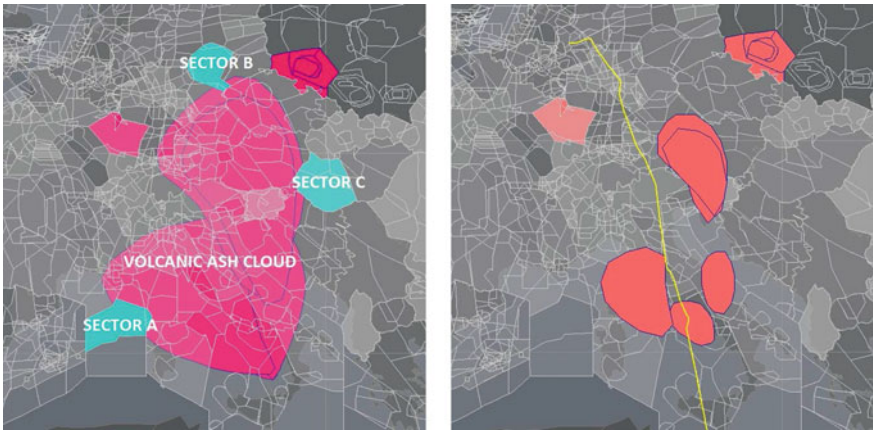 SECTOR B
SECTOR C
VOLCANIC ASH CLOUD
SECTOR A